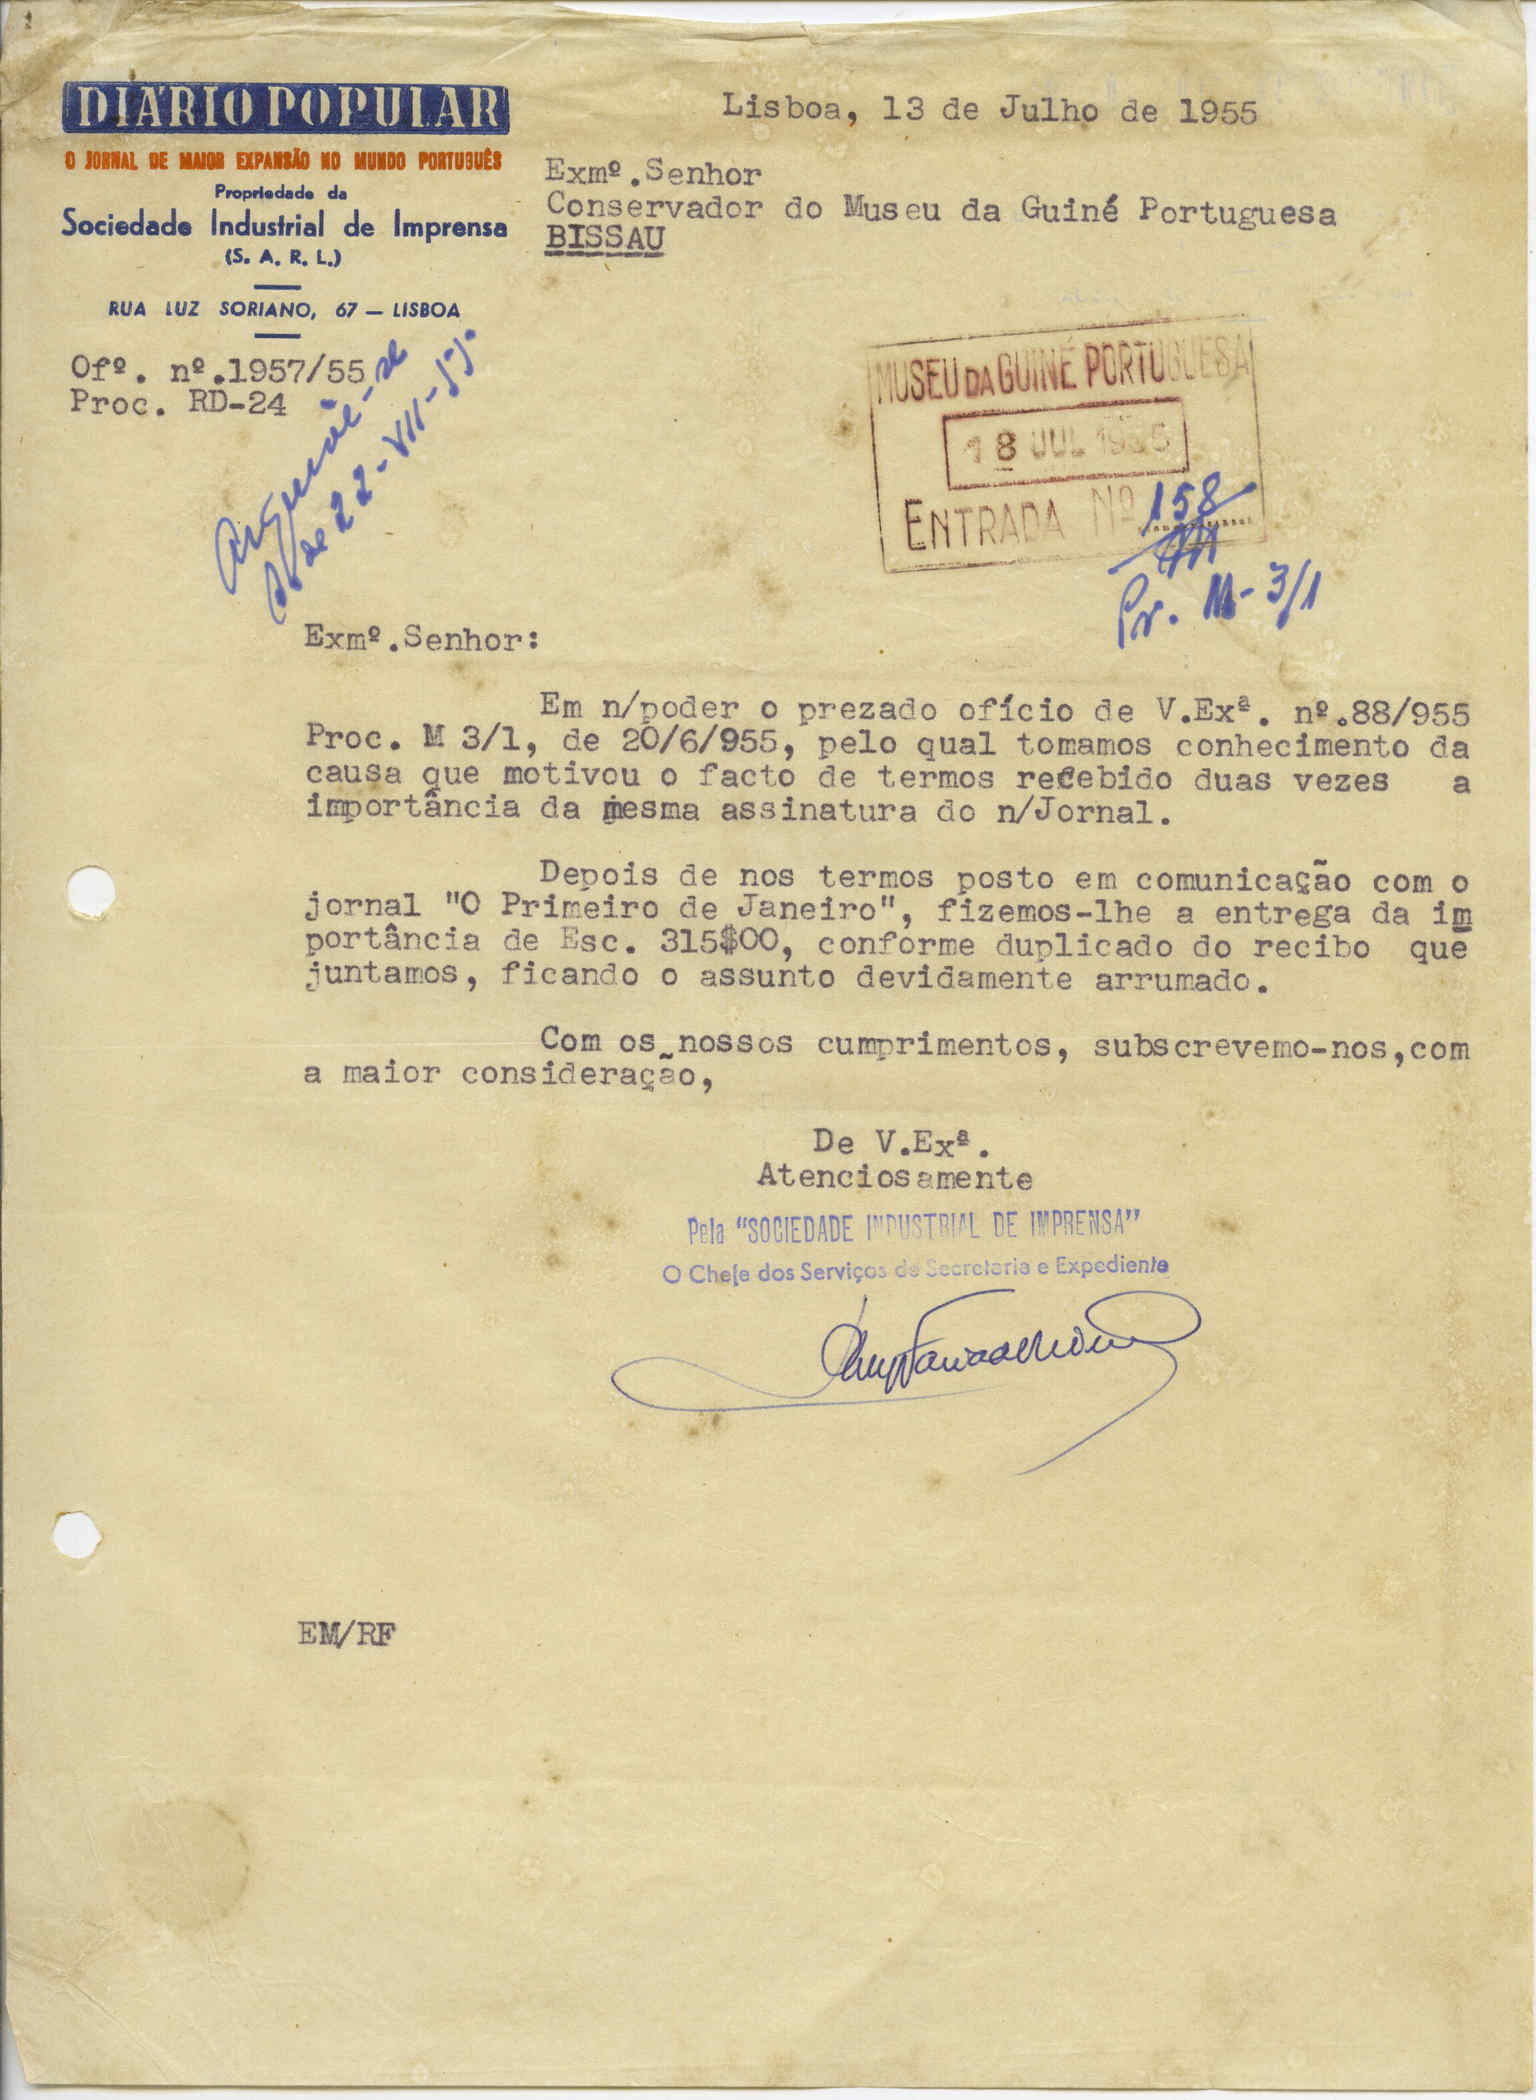 DIÁRIO POPULAR
O JORNAL DE MAIOR EXPANSÃO NO MUNDO PORTUGUÊS
Propriedade da
Sociedade Industrial de Imprensa
(S. A. R. L.)
RUA LUZ SORIANO, 67 — LISBOA
Ofº. nº.1957/55
Proc. RD-24
Arquive-se
22-VII-55
Lisboa, 13 de Julho de 1955
Exmº.Senhor
Conservador do Museu da Guiné Portuguesa
BISSAU
MUSEU DA GUINÉ PORTUGUESA
18 JUL 1955
ENTRADA Nº 158
Pr. M-3/1
Exmº.Senhor:
Em n/poder o prezado ofício de V.Exª. nº.88/955
Proc. M 3/1, de 20/6/955, pelo qual tomamos conhecimento da
causa que motivou o facto de termos recebido duas vezes a
importância da mesma assinatura do n/Jornal.
Depois de nos termos posto em comunicação com o
jornal "O Primeiro de Janeiro", fizemos-lhe a entrega da im
portância de Esc. 315$00, conforme duplicado do recibo que
juntamos, ficando o assunto devidamente arrumado.
Com os nossos cumprimentos, subscrevemo-nos,com
a maior consideração,
De V.Exª.
Atenciosamente
Pela "SOCIEDADE INDUSTRIAL DE IMPRENSA"
O Chefe dos Serviços de Secretaria e Expediente
EM/RF